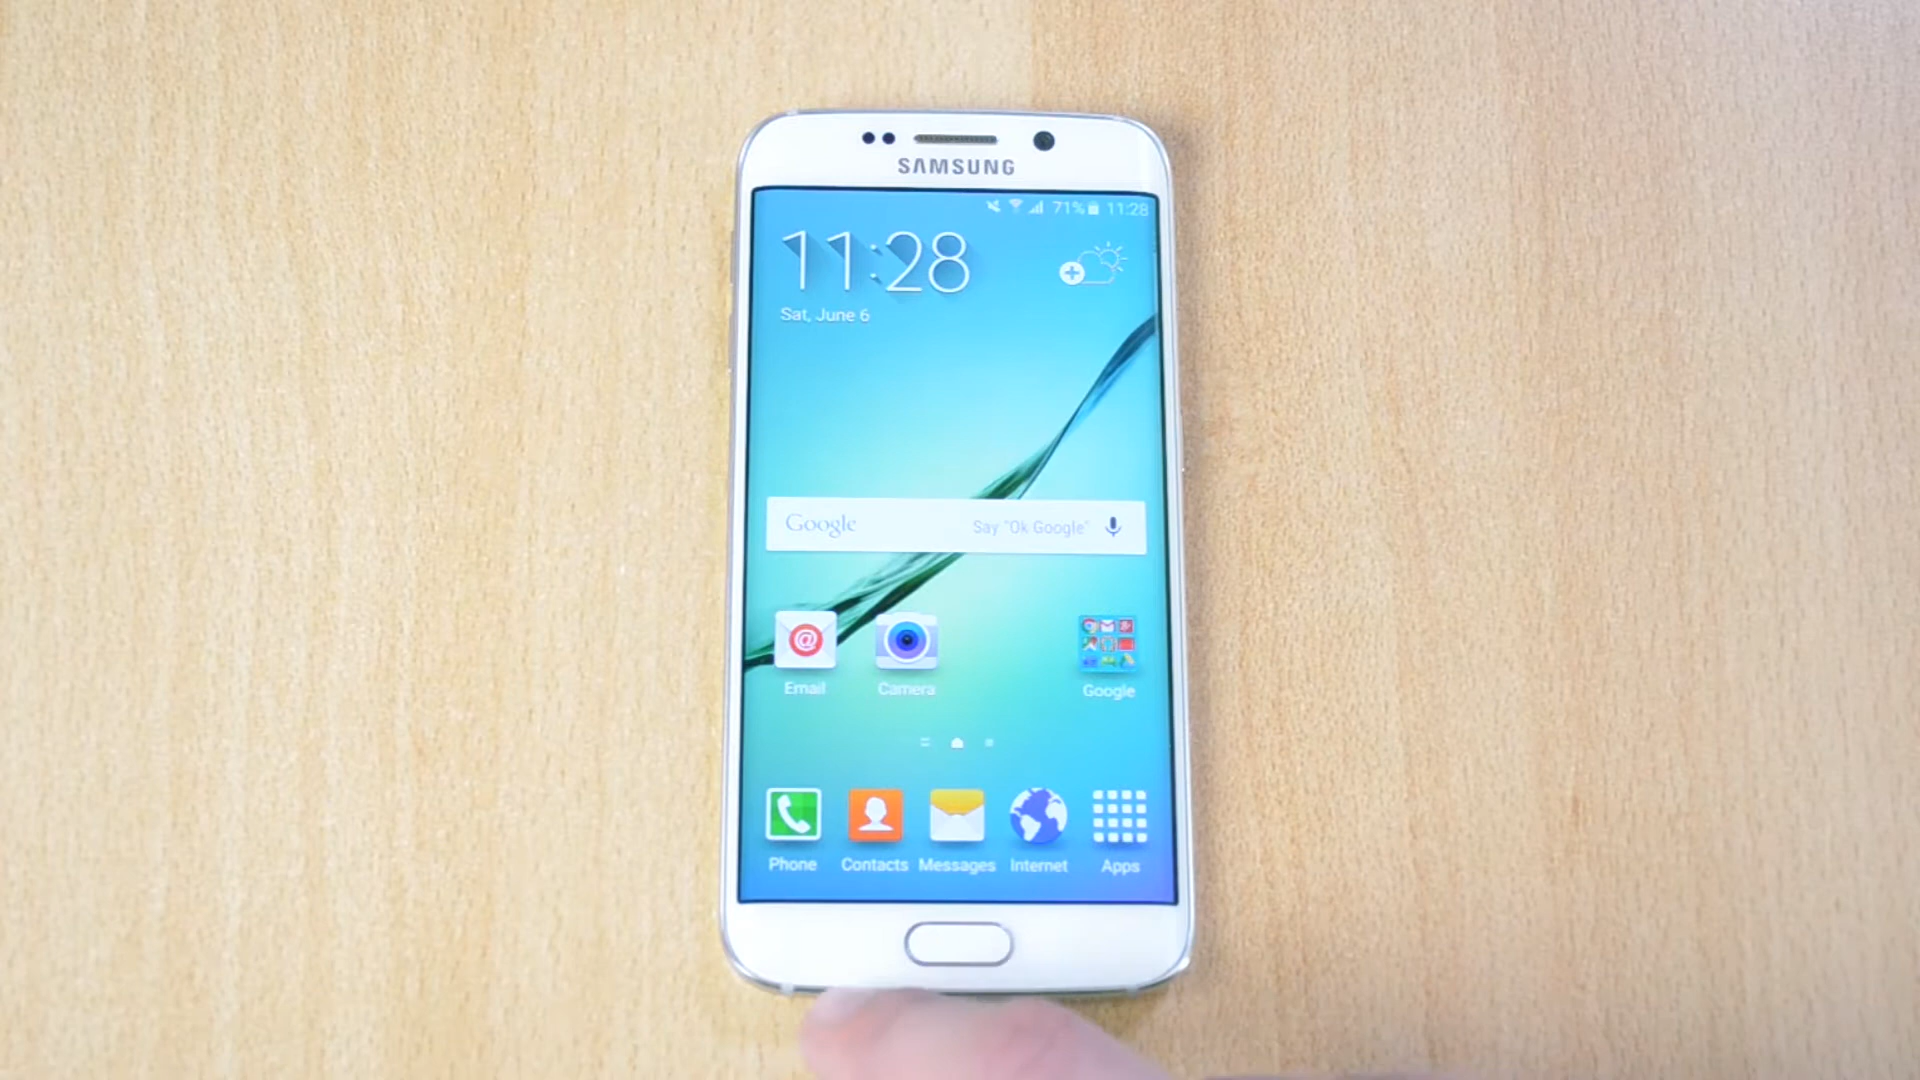 SAMSUNG
71% 11:28
11:28
Sat, June 6
Google Say "Ok Google"
Email Camera Google
Phone Contacts Messages Internet Apps